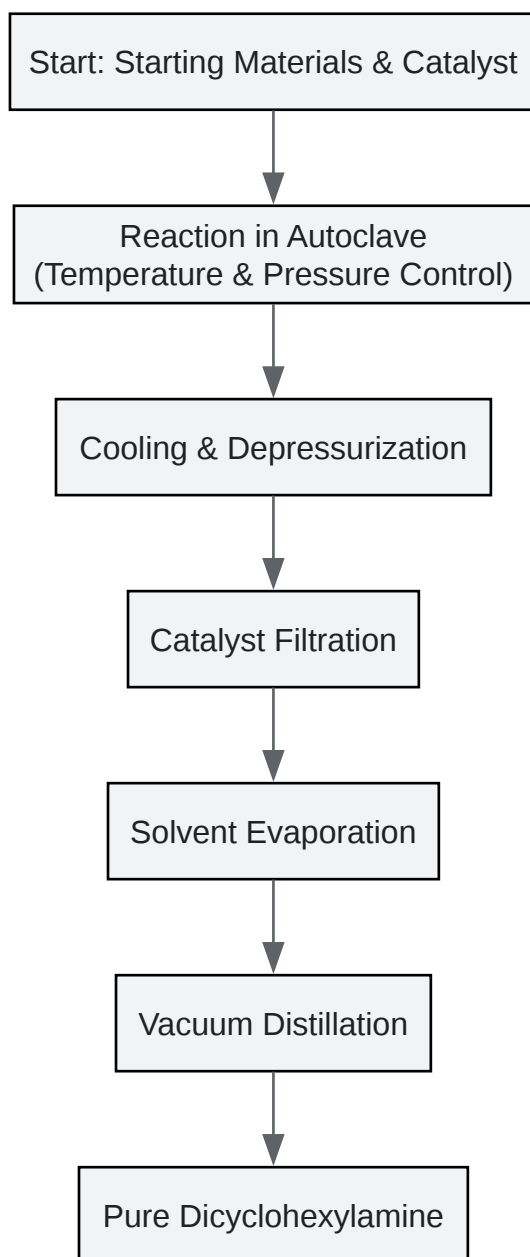 Start: Starting Materials & Catalyst
Reaction in Autoclave
(Temperature & Pressure Control)
Cooling & Depressurization
Catalyst Filtration
Solvent Evaporation
Vacuum Distillation
Pure Dicyclohexylamine